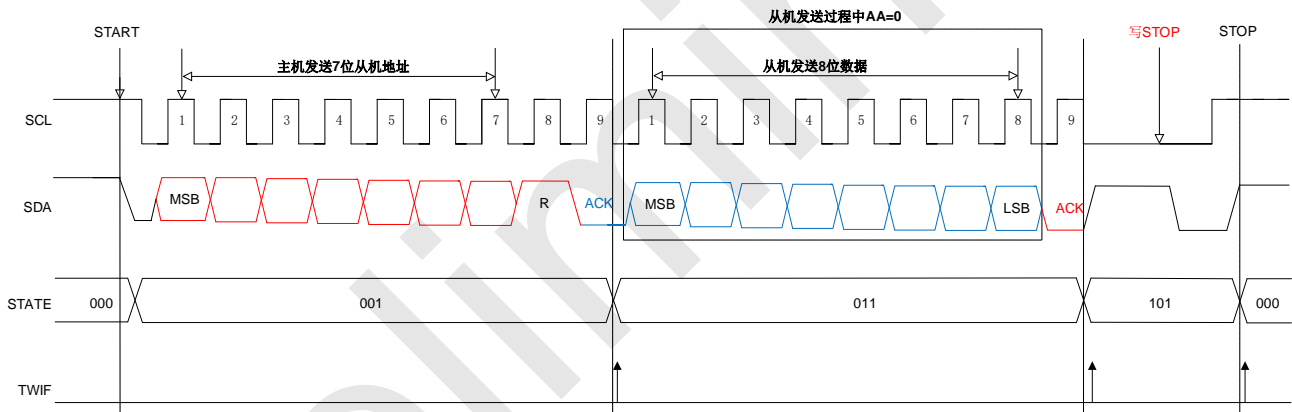 从机发送过程中AA=0
START
写STOP
STOP
主机发送7位从机地址
从机发送8位数据
SCL
1 2 3 4 5 6 7 8 9 1 2 3 4 5 6 7 8 9
SDA
MSB R ACK MSB LSB ACK
STATE
000 001 011 101 000
TWIF